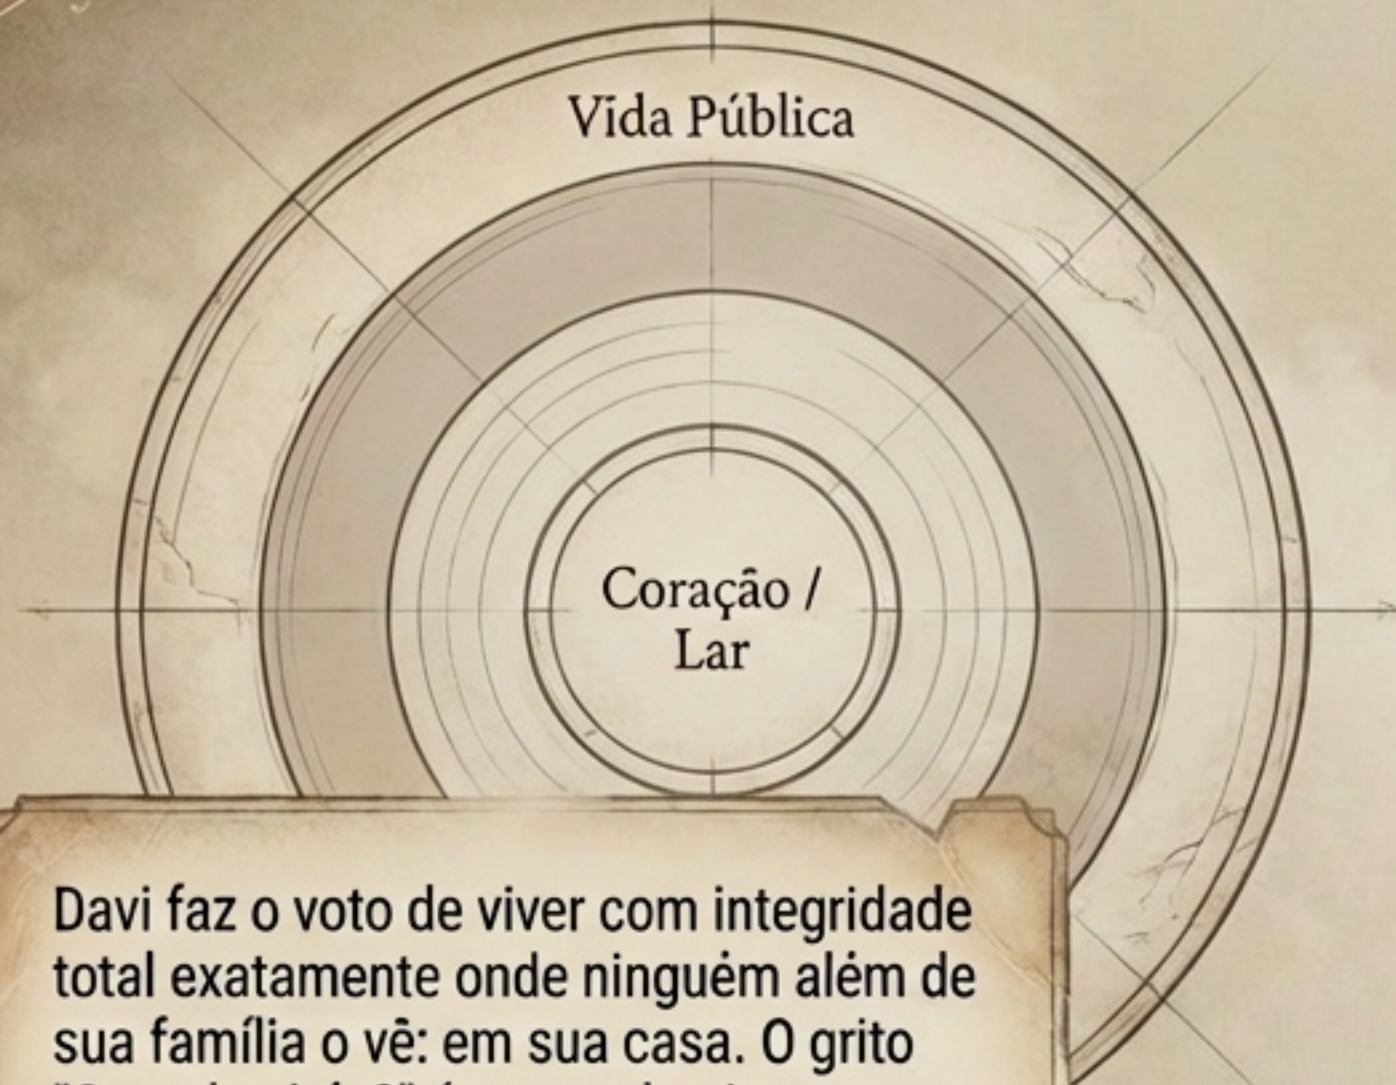 Vida Pública
Coração /
Lar
Davi faz o voto de viver com integridade
total exatamente onde ninguém além de
sua família o vê: em sua casa. O grito